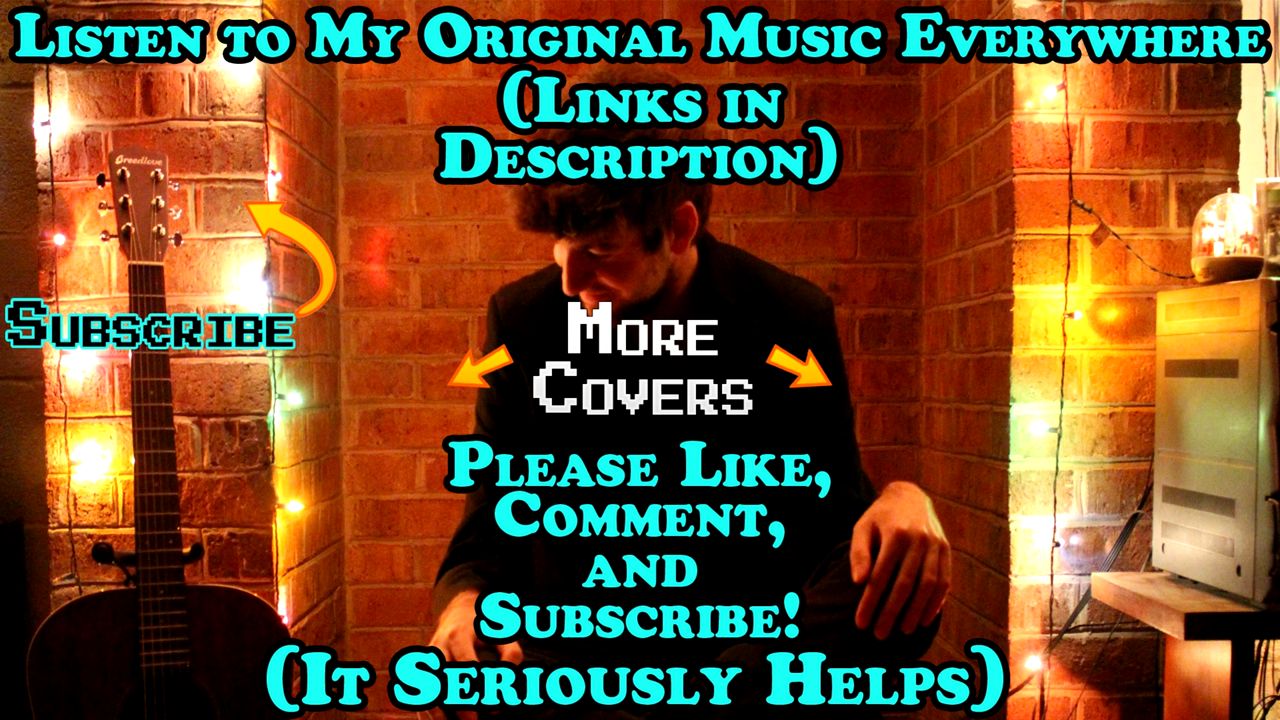 Listen to My Original Music Everywhere
(Links in
Description)
Breedlove
Subscribe
More
Covers
Please Like,
Comment,
and
Subscribe!
(It Seriously Helps)